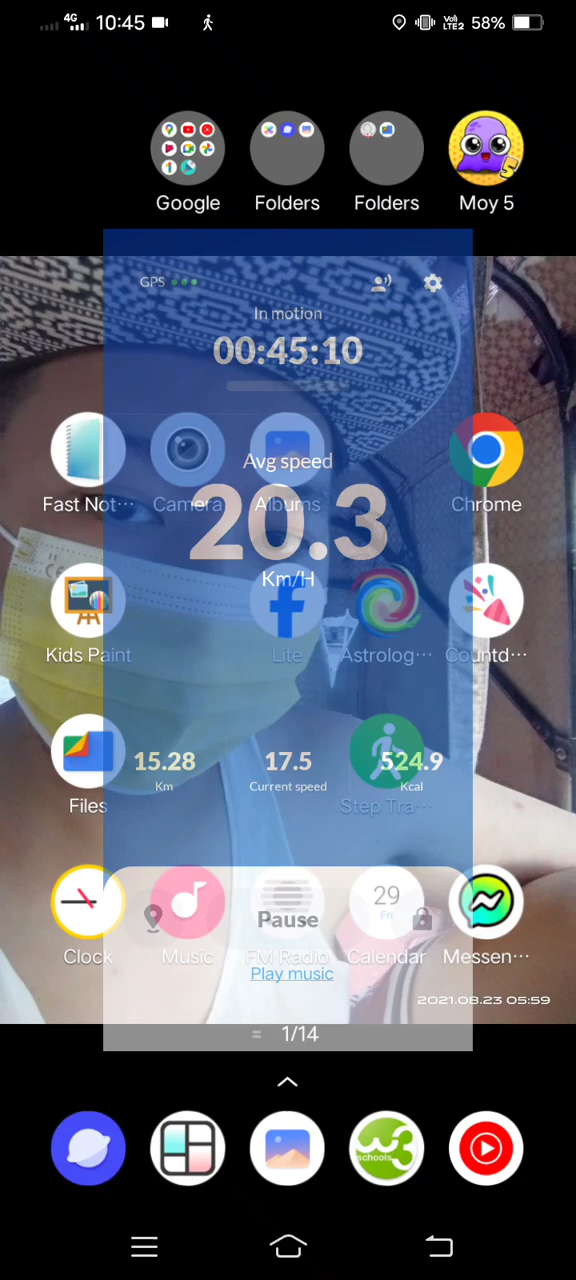 4G 10:45 VoD LTE2 58%
Google Folders Folders Moy 5
GPS
In motion
00:45:10
Avg speed
20.3
Km/H
Fast Not··· Camera Albums Chrome
Kids Paint Lite Astrolog··· Countd···
15.28 17.5 524.9
Km Current speed Kcal
Files Step Tra···
29
Fri
Pause
Clock Music FM Radio Calendar Messen···
Play music
2021.08.23 05:59
= 1/14
w3
schools